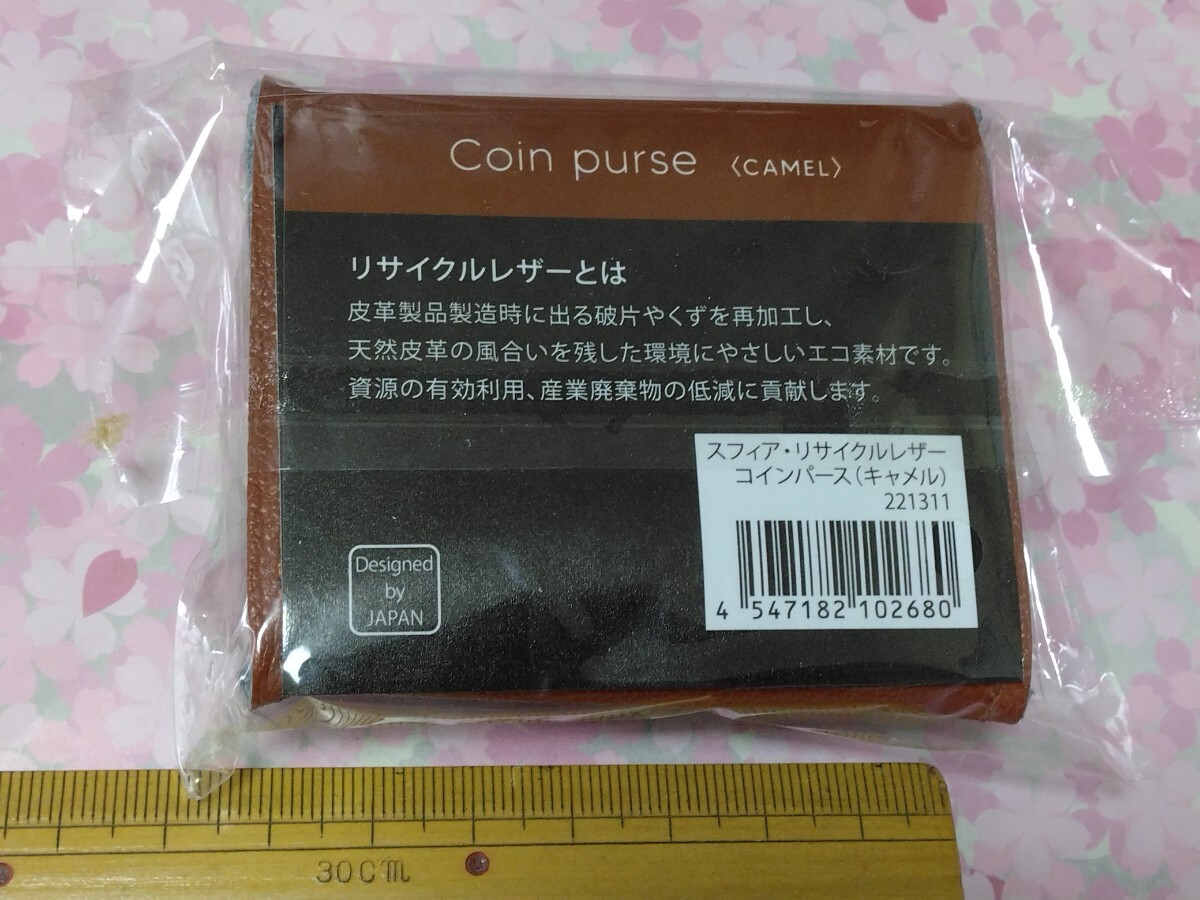 Coin purse 〈CAMEL〉
リサイクルレザーとは
皮革製品製造時に出る破片やくずを再加工し、
天然皮革の風合いを残した環境にやさしいエコ素材です。
資源の有効利用、産業廃棄物の低減に貢献します。
スフィア・リサイクルレザー
コインパース(キャメル)
221311
4 547182 102680
Designed
by
JAPAN
30CM